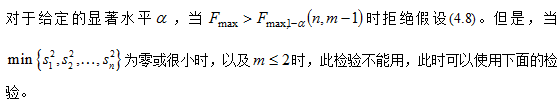 对于给定的显著水平 α ，当 F_max > F_max,1-α(n, m-1) 时拒绝假设(4.8)。但是，当
min{s_1^2, s_2^2, …, s_n^2} 为零或很小时，以及 m ≤ 2 时，此检验不能用，此时可以使用下面的检
验。